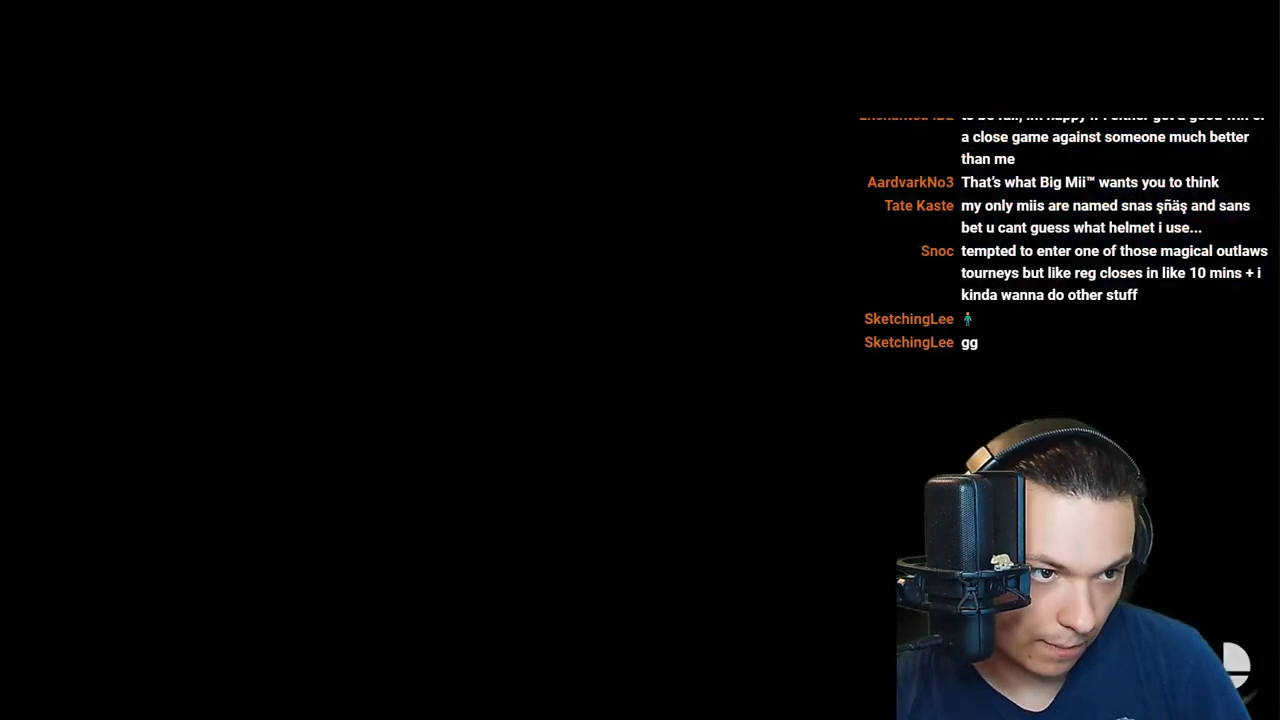 a close game against someone much better
than me
AardvarkNo3 That's what Big Mii™ wants you to think
Tate Kaste my only miis are named snas şñäş and sans
bet u cant guess what helmet i use...
Snoc tempted to enter one of those magical outlaws
tourneys but like reg closes in like 10 mins + i
kinda wanna do other stuff
SketchingLee
SketchingLee gg